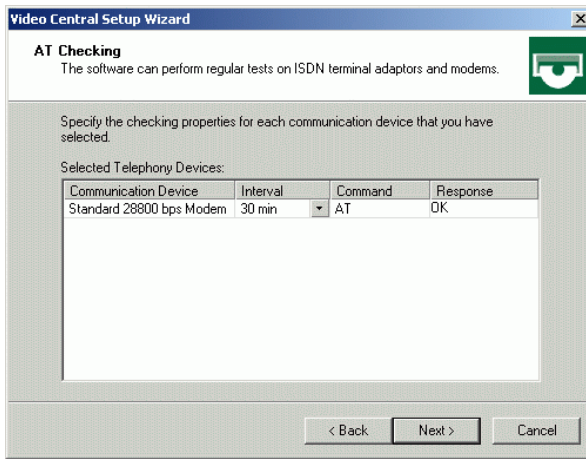 Video Central Setup Wizard
AT Checking
The software can perform regular tests on ISDN terminal adaptors and modems.
Specify the checking properties for each communication device that you have
selected.
Selected Telephony Devices:
Communication Device Interval Command Response
Standard 28800 bps Modem 30 min AT OK
< Back Next > Cancel